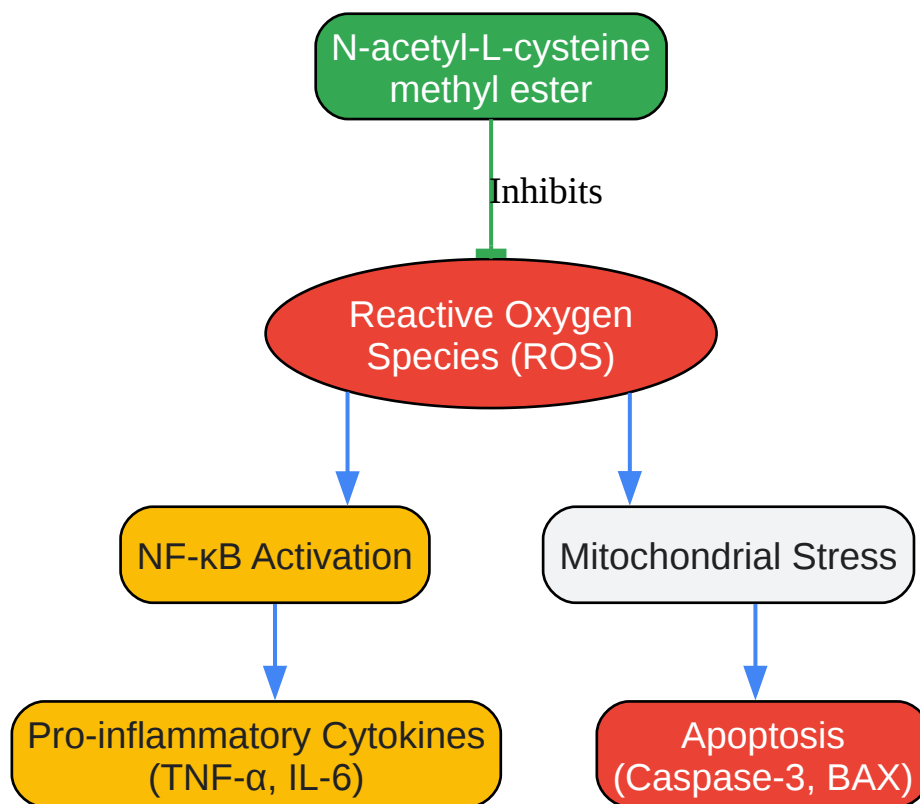 N-acetyl-L-cysteine
methyl ester
Inhibits
Reactive Oxygen
Species (ROS)
NF-κB Activation
Mitochondrial Stress
Pro-inflammatory Cytokines
(TNF-α, IL-6)
Apoptosis
(Caspase-3, BAX)